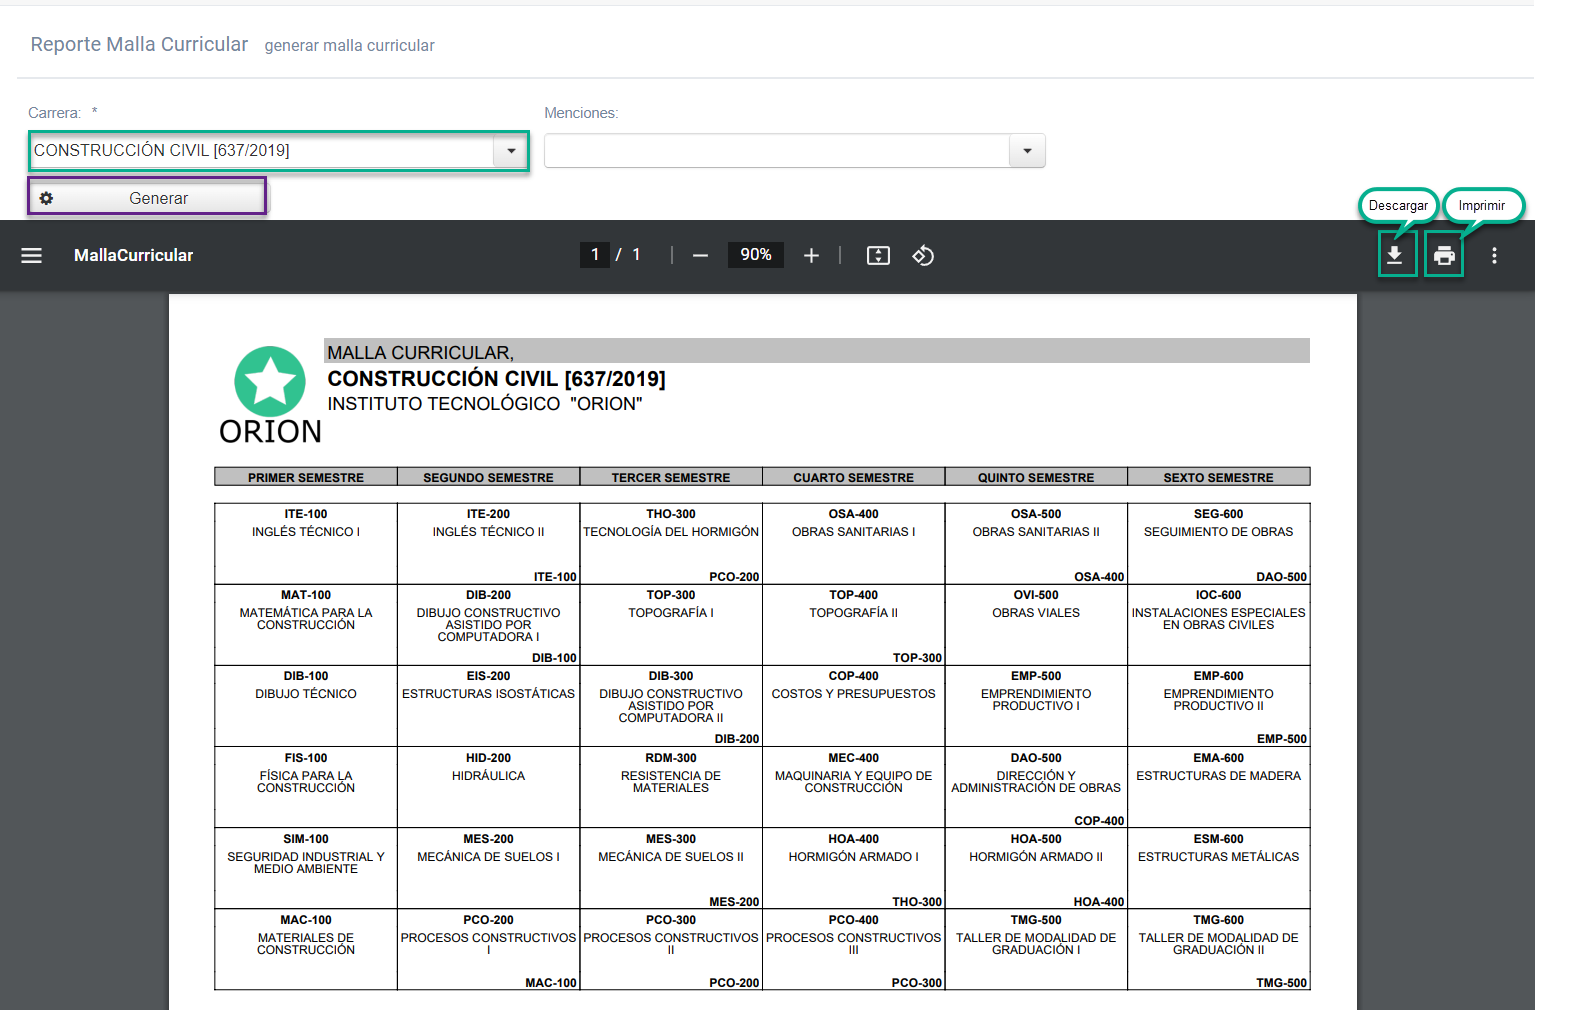 Reporte Malla Curricular generar malla curricular
Carrera: * Menciones:
CONSTRUCCIÓN CIVIL [637/2019]
Generar
Descargar Imprimir
MallaCurricular 1 / 1 90%
MALLA CURRICULAR,
CONSTRUCCIÓN CIVIL [637/2019]
INSTITUTO TECNOLÓGICO "ORION"
ORION
PRIMER SEMESTRE SEGUNDO SEMESTRE TERCER SEMESTRE CUARTO SEMESTRE QUINTO SEMESTRE SEXTO SEMESTRE
ITE-100 ITE-200 THO-300 OSA-400 OSA-500 SEG-600
INGLÉS TÉCNICO I INGLÉS TÉCNICO II TECNOLOGÍA DEL HORMIGÓN OBRAS SANITARIAS I OBRAS SANITARIAS II SEGUIMIENTO DE OBRAS
ITE-100 PCO-200 OSA-400 DAO-500
MAT-100 DIB-200 TOP-300 TOP-400 OVI-500 IOC-600
MATEMÁTICA PARA LA DIBUJO CONSTRUCTIVO TOPOGRAFÍA I TOPOGRAFÍA II OBRAS VIALES INSTALACIONES ESPECIALES
CONSTRUCCIÓN ASISTIDO POR EN OBRAS CIVILES
COMPUTADORA I
DIB-100 TOP-300
DIB-100 EIS-200 DIB-300 COP-400 EMP-500 EMP-600
DIBUJO TÉCNICO ESTRUCTURAS ISOSTÁTICAS DIBUJO CONSTRUCTIVO COSTOS Y PRESUPUESTOS EMPRENDIMIENTO EMPRENDIMIENTO
ASISTIDO POR PRODUCTIVO I PRODUCTIVO II
COMPUTADORA II
DIB-200 EMP-500
FIS-100 HID-200 RDM-300 MEC-400 DAO-500 EMA-600
FÍSICA PARA LA HIDRÁULICA RESISTENCIA DE MAQUINARIA Y EQUIPO DE DIRECCIÓN Y ESTRUCTURAS DE MADERA
CONSTRUCCIÓN MATERIALES CONSTRUCCIÓN ADMINISTRACIÓN DE OBRAS
COP-400
SIM-100 MES-200 MES-300 HOA-400 HOA-500 ESM-600
SEGURIDAD INDUSTRIAL Y MECÁNICA DE SUELOS I MECÁNICA DE SUELOS II HORMIGÓN ARMADO I HORMIGÓN ARMADO II ESTRUCTURAS METÁLICAS
MEDIO AMBIENTE
MES-200 THO-300 HOA-400
MAC-100 PCO-200 PCO-300 PCO-400 TMG-500 TMG-600
MATERIALES DE PROCESOS CONSTRUCTIVOS PROCESOS CONSTRUCTIVOS PROCESOS CONSTRUCTIVOS TALLER DE MODALIDAD DE TALLER DE MODALIDAD DE
CONSTRUCCIÓN I II III GRADUACIÓN I GRADUACIÓN II
MAC-100 PCO-200 PCO-300 TMG-500